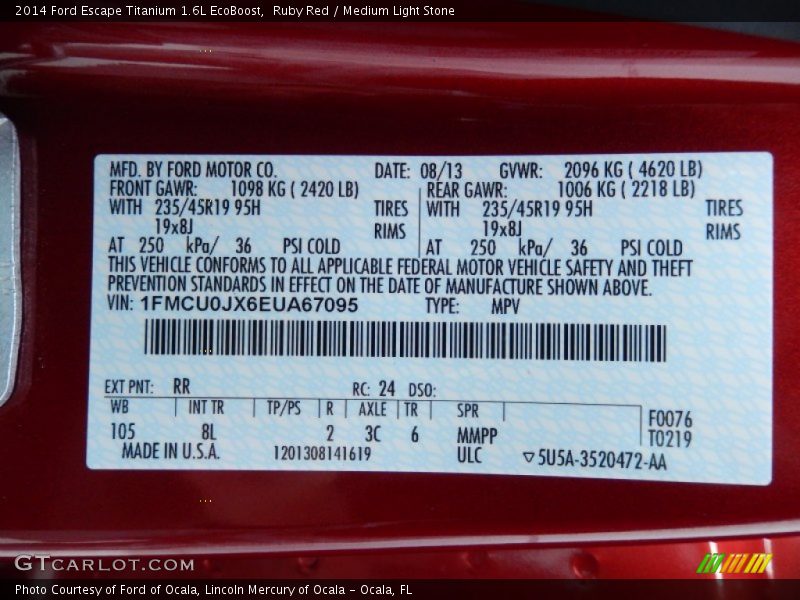 2014 Ford Escape Titanium 1.6L EcoBoost,  Ruby Red / Medium Light Stone
MFD. BY FORD MOTOR CO. DATE: 08/13 GVWR: 2096 KG ( 4620 LB)
FRONT GAWR: 1098 KG ( 2420 LB) REAR GAWR: 1006 KG ( 2218 LB)
WITH 235/45R19 95H TIRES WITH 235/45R19 95H TIRES
19x8J RIMS 19x8J RIMS
AT 250 kPa/ 36 PSI COLD AT 250 kPa/ 36 PSI COLD
THIS VEHICLE CONFORMS TO ALL APPLICABLE FEDERAL MOTOR VEHICLE SAFETY AND THEFT
PREVENTION STANDARDS IN EFFECT ON THE DATE OF MANUFACTURE SHOWN ABOVE.
VIN: 1FMCU0JX6EUA67095 TYPE: MPV
EXT PNT: RR RC: 24 DSO:
WB INT TR TP/PS R AXLE TR SPR F0076
105 8L 2 3C 6 MMPP T0219
MADE IN U.S.A. 1201308141619 ULC ▽5U5A-3520472-AA
GTCARLOT.COM
Photo Courtesy of Ford of Ocala, Lincoln Mercury of Ocala - Ocala, FL